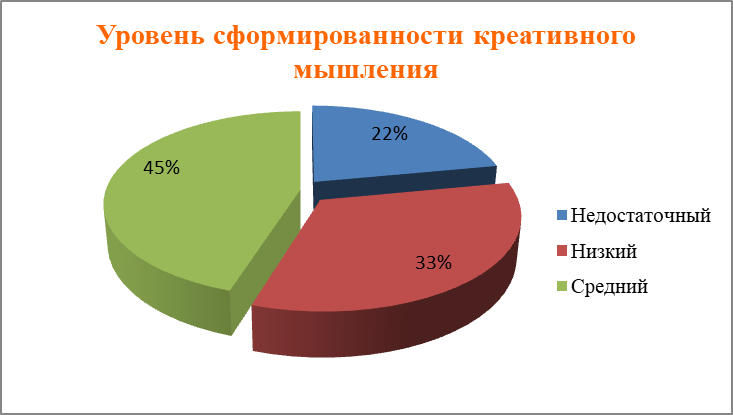 Уровень сформированности креативного
мышления
22%
45%
33%
Недостаточный
Низкий
Средний